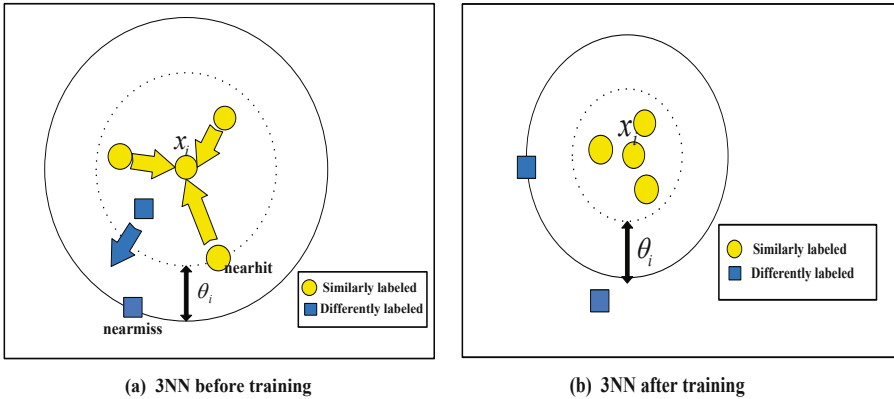 x_i
nearhit
θ_i
nearmiss
Similarly labeled
Differently labeled
(a) 3NN before training
x_i
θ_i
Similarly labeled
Differently labeled
(b) 3NN after training